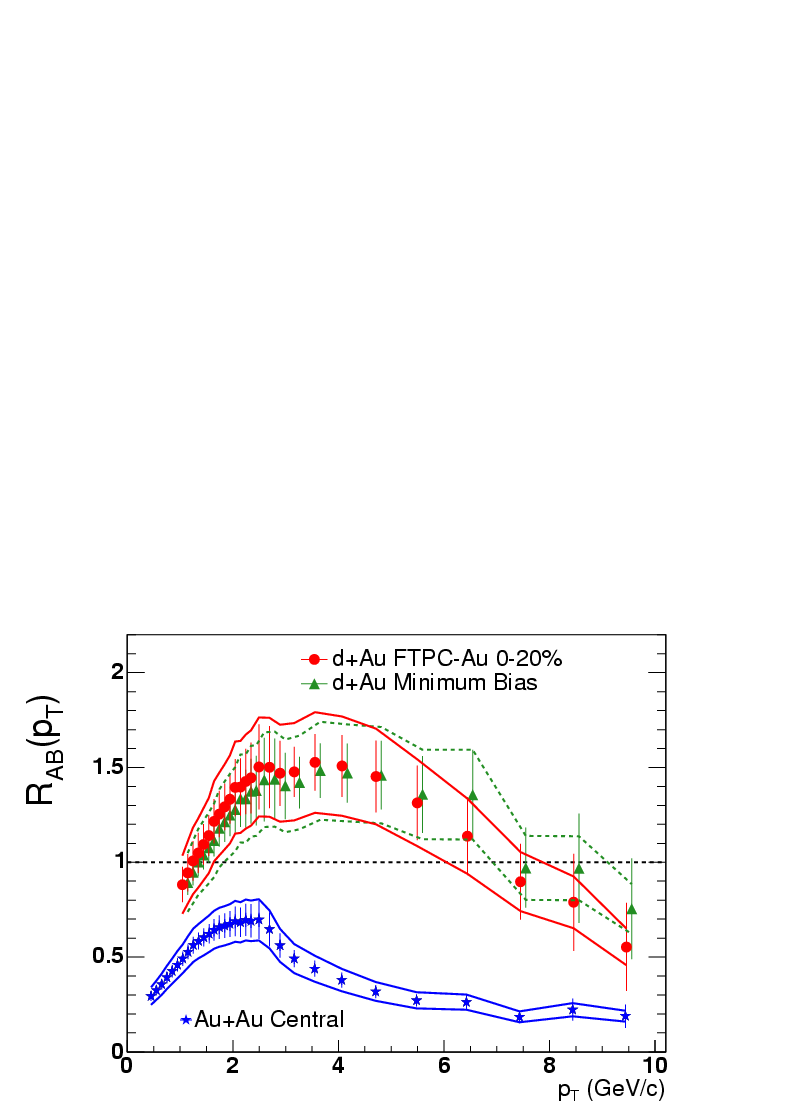 d+Au FTPC-Au 0-20%
d+Au Minimum Bias
R_AB(p_T)
2
1.5
1
0.5
0
Au+Au Central
0 2 4 6 8 10
p_T (GeV/c)